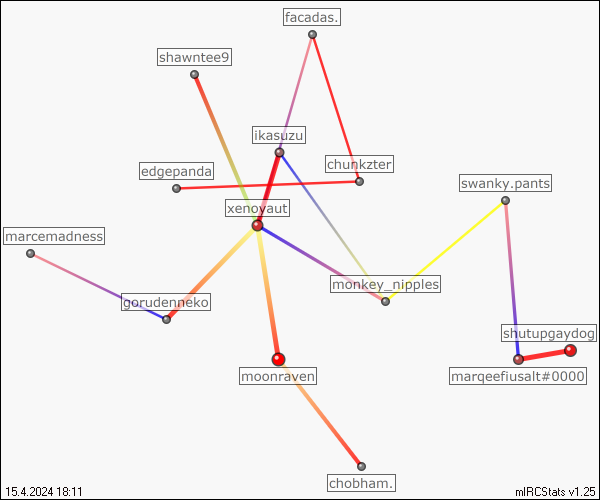 facadas.
shawntee9
ikasuzu
chunkzter
edgepanda
swanky.pants
xenoyaut
marcemadness
monkey_nipples
gorudenneko
shutupgaydog
moonraven
marqeefiusalt#0000
chobham.
15.4.2024 18:11
mIRCStats v1.25